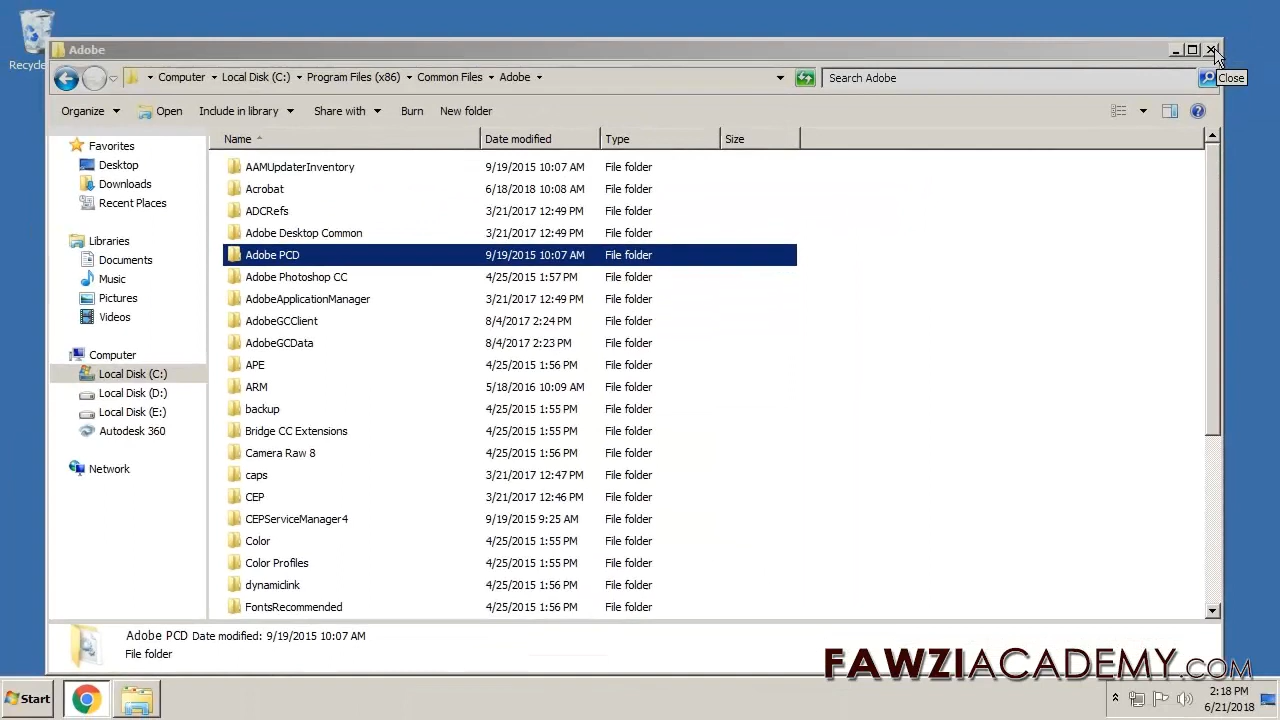 Recycle
Adobe
Close
Computer Local Disk (C:) Program Files (x86) Common Files Adobe
Search Adobe
Organize Include in library Share with Burn New folder
Favorites
Desktop
Downloads
Recent Places
Libraries
Documents
Music
Pictures
Videos
Computer
Local Disk (C:)
Local Disk (D:)
Local Disk (E:)
Autodesk 360
Network
Name Date modified Type Size
AAMUpdaterInventory 9/19/2015 10:07 AM File folder
Acrobat 6/18/2018 10:08 AM File folder
ADCRefs 3/21/2017 12:49 PM File folder
Adobe Desktop Common 3/21/2017 12:49 PM File folder
Adobe PCD 9/19/2015 10:07 AM File folder
Adobe Photoshop CC 4/25/2015 1:57 PM File folder
AdobeApplicationManager 3/21/2017 12:49 PM File folder
AdobeGCClient 8/4/2017 2:24 PM File folder
AdobeGCData 8/4/2017 2:23 PM File folder
APE 4/25/2015 1:56 PM File folder
ARM 5/18/2016 10:09 AM File folder
backup 4/25/2015 1:55 PM File folder
Bridge CC Extensions 4/25/2015 1:55 PM File folder
Camera Raw 8 4/25/2015 1:56 PM File folder
caps 3/21/2017 12:47 PM File folder
CEP 3/21/2017 12:46 PM File folder
CEPServiceManager4 9/19/2015 9:25 AM File folder
Color 4/25/2015 1:55 PM File folder
Color Profiles 4/25/2015 1:55 PM File folder
dynamiclink 4/25/2015 1:56 PM File folder
FontsRecommended 4/25/2015 1:56 PM File folder
Adobe PCD Date modified: 9/19/2015 10:07 AM
File folder
FAWZIACADEMY.COM
Start
2:18 PM
6/21/2018